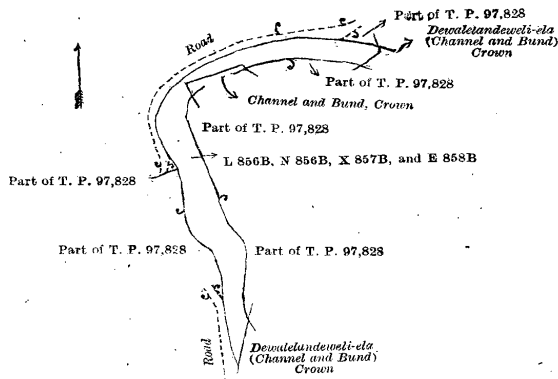 Part of T. P. 97,828
Dewaletandeweli-ela
(Channel and Bund)
Crown
Road
Part of T. P. 97,828
Channel and Bund, Crown
Part of T. P. 97,828
L 856B, N 856B, X 857B, and E 858B
Part of T. P. 97,828
Part of T. P. 97,828
Part of T. P. 97,828
Road
Dewaletandeweli-ela
(Channel and Bund)
Crown